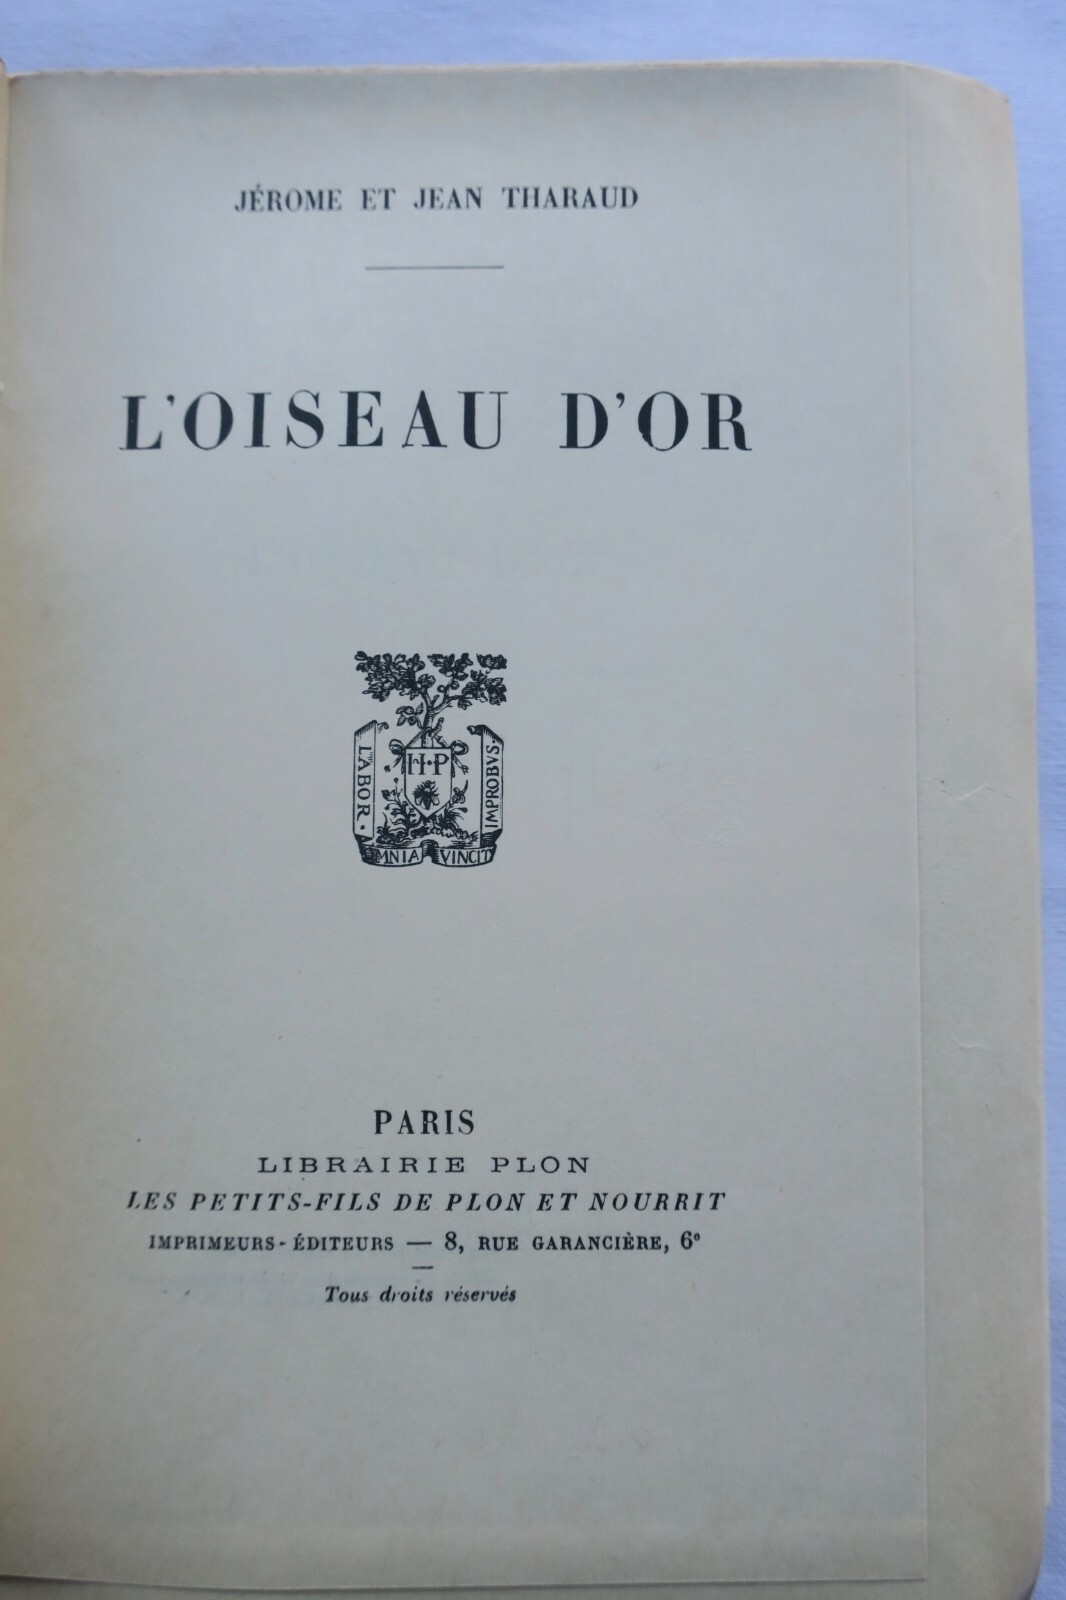 JÉROME ET JEAN THARAUD
L'OISEAU D'OR
LABOR.
H·P
IMPROBVS.
OMNIA VINCIT
PARIS
LIBRAIRIE PLON
LES PETITS-FILS DE PLON ET NOURRIT
IMPRIMEURS-ÉDITEURS — 8, RUE GARANCIÈRE, 6ᵉ
Tous droits réservés